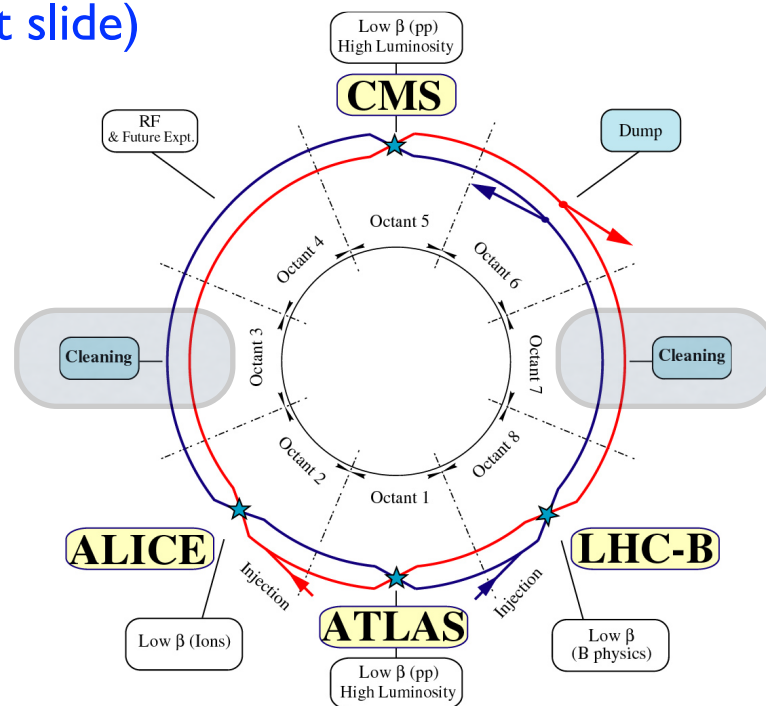 t slide)
Low β (pp)
High Luminosity
CMS
RF
& Future Expt.
Dump
Octant 5
Octant 4
Octant 6
Cleaning
Octant 3
Octant 7
Cleaning
Octant 2
Octant 8
Octant 1
ALICE
LHC-B
Injection
Injection
ATLAS
Low β (Ions)
Low β
(B physics)
Low β (pp)
High Luminosity